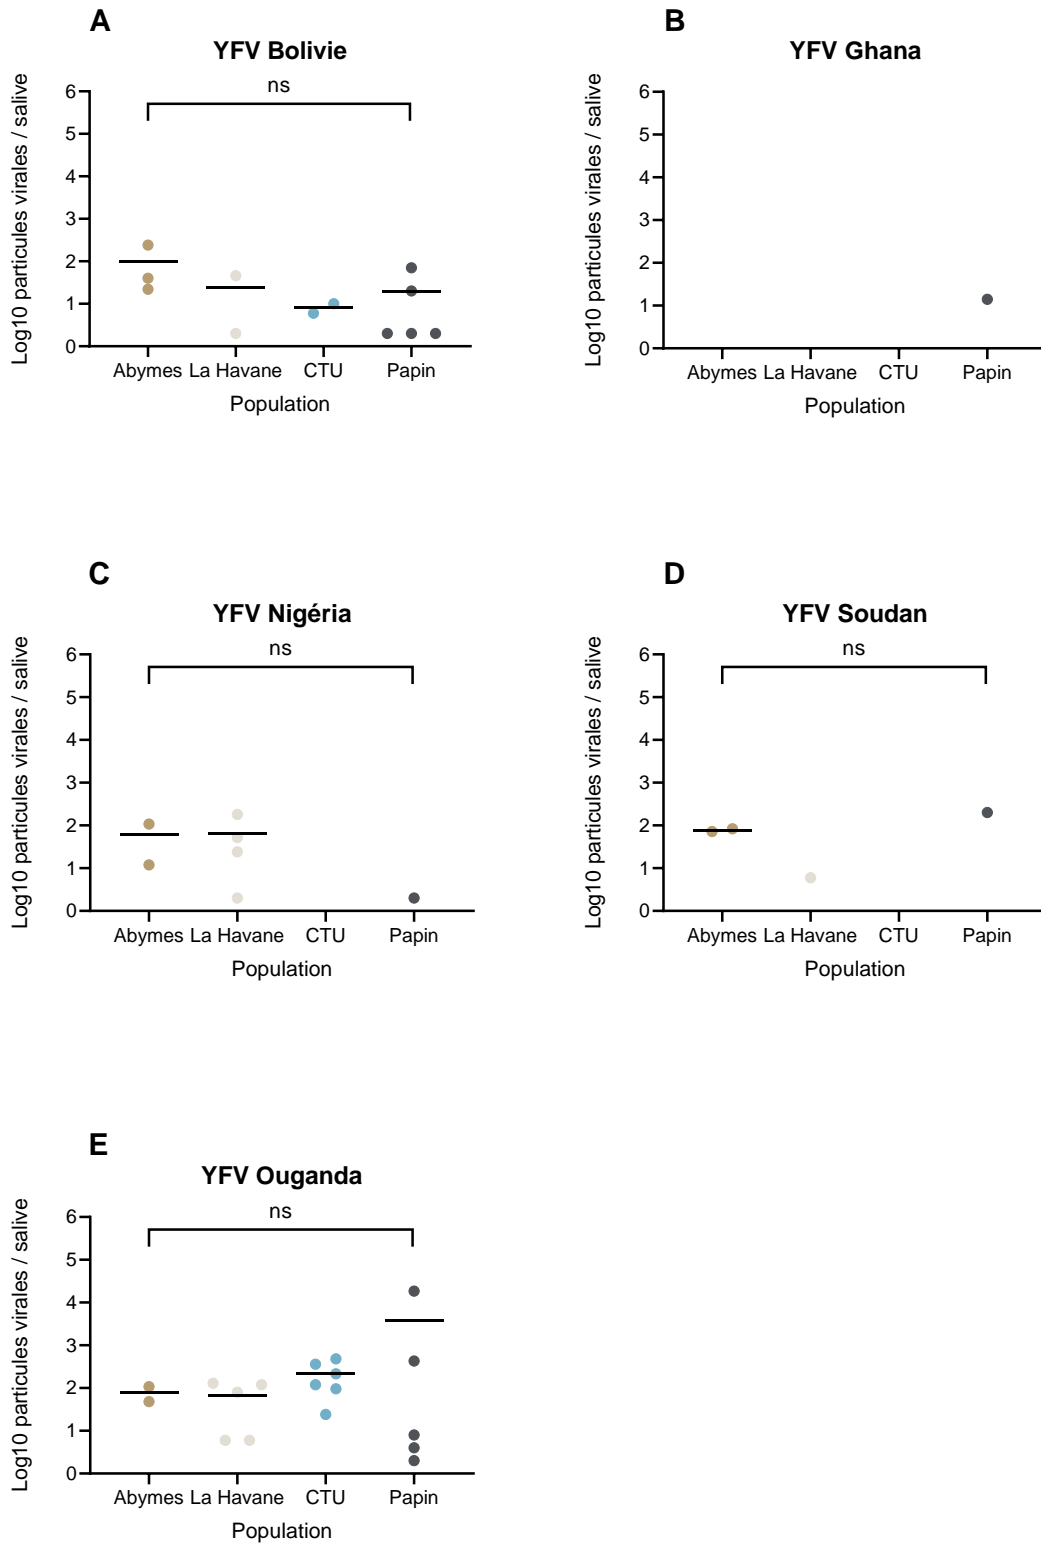 A
YFV Bolivie
ns
Log10 particules virales / salive
6
5
4
3
2
1
0
Abymes La Havane CTU Papin
Population
B
YFV Ghana
Log10 particules virales / salive
6
5
4
3
2
1
0
Abymes La Havane CTU Papin
Population
C
YFV Nigéria
ns
Log10 particules virales / salive
6
5
4
3
2
1
0
Abymes La Havane CTU Papin
Population
D
YFV Soudan
ns
Log10 particules virales / salive
6
5
4
3
2
1
0
Abymes La Havane CTU Papin
Population
E
YFV Ouganda
ns
Log10 particules virales / salive
6
5
4
3
2
1
0
Abymes La Havane CTU Papin
Population